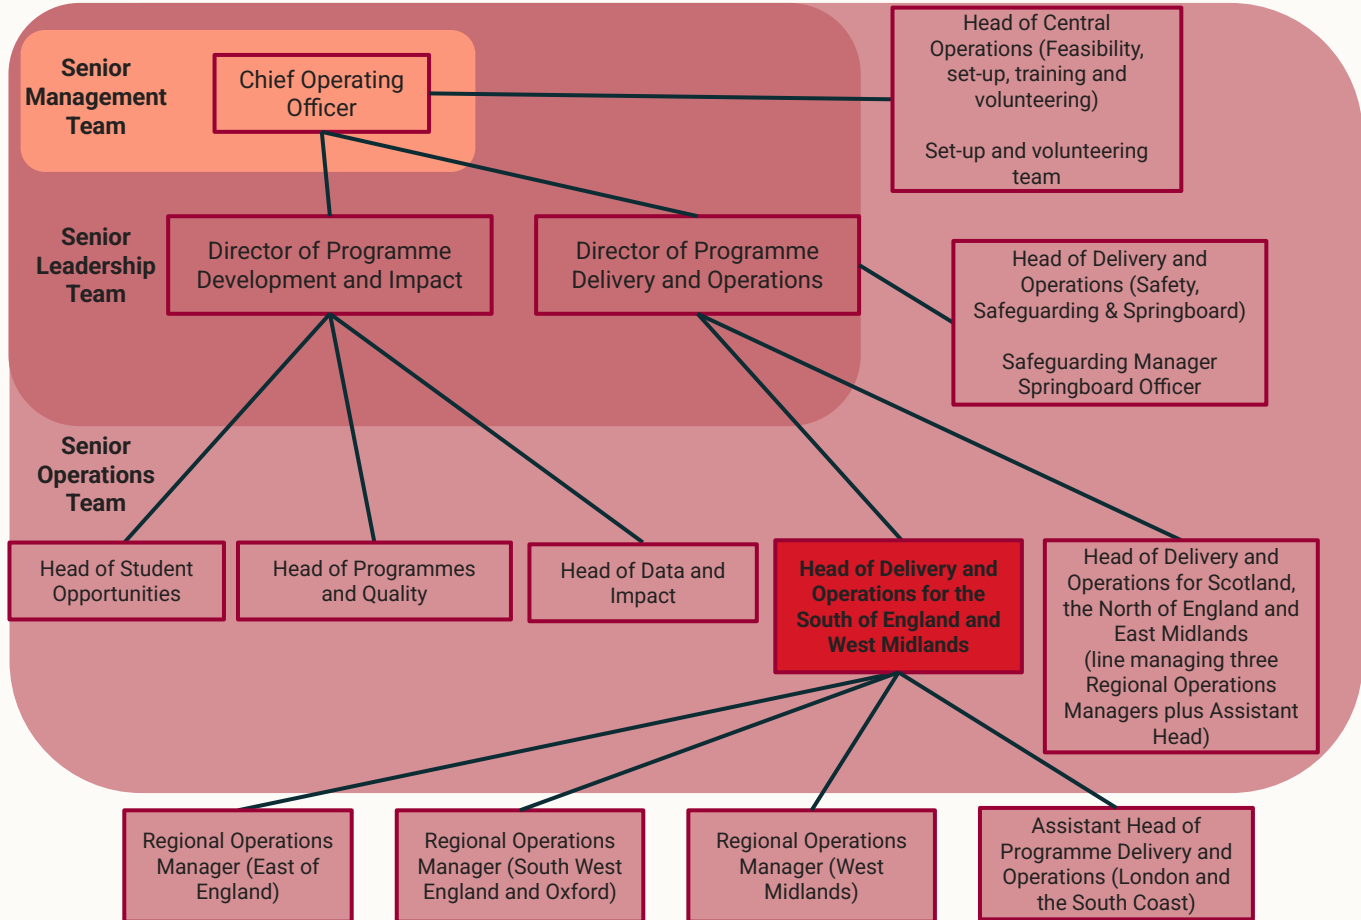 Senior
Management
Team
Chief Operating
Officer
Head of Central
Operations (Feasibility,
set-up, training and
volunteering)
Set-up and volunteering
team
Senior
Leadership
Team
Director of Programme
Development and Impact
Director of Programme
Delivery and Operations
Head of Delivery and
Operations (Safety,
Safeguarding & Springboard)
Safeguarding Manager
Springboard Officer
Senior
Operations
Team
Head of Student
Opportunities
Head of Programmes
and Quality
Head of Data and
Impact
Head of Delivery and
Operations for the
South of England and
West Midlands
Head of Delivery and
Operations for Scotland,
the North of England and
East Midlands
(line managing three
Regional Operations
Managers plus Assistant
Head)
Regional Operations
Manager (East of
England)
Regional Operations
Manager (South West
England and Oxford)
Regional Operations
Manager (West
Midlands)
Assistant Head of
Programme Delivery and
Operations (London and
the South Coast)